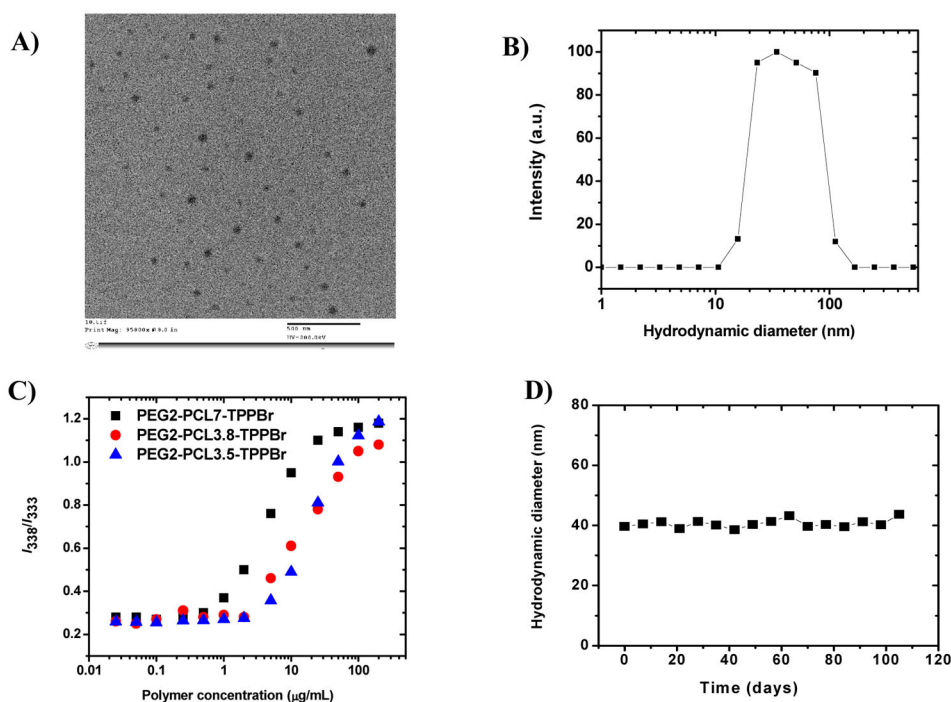 A)
10.tif
Print Mag: 95800x @ 8.0 in
500 nm
HV=200.0kV
B)
Intensity (a.u.)
100
80
60
40
20
0
1
10
100
Hydrodynamic diameter (nm)
C)
I338/I333
1.2
1.0
0.8
0.6
0.4
0.2
PEG2-PCL7-TPPBr
PEG2-PCL3.8-TPPBr
PEG2-PCL3.5-TPPBr
0.01
0.1
1
10
100
Polymer concentration (µg/mL)
D)
Hydrodynamic diameter (nm)
80
60
40
20
0
0
20
40
60
80
100
120
Time (days)